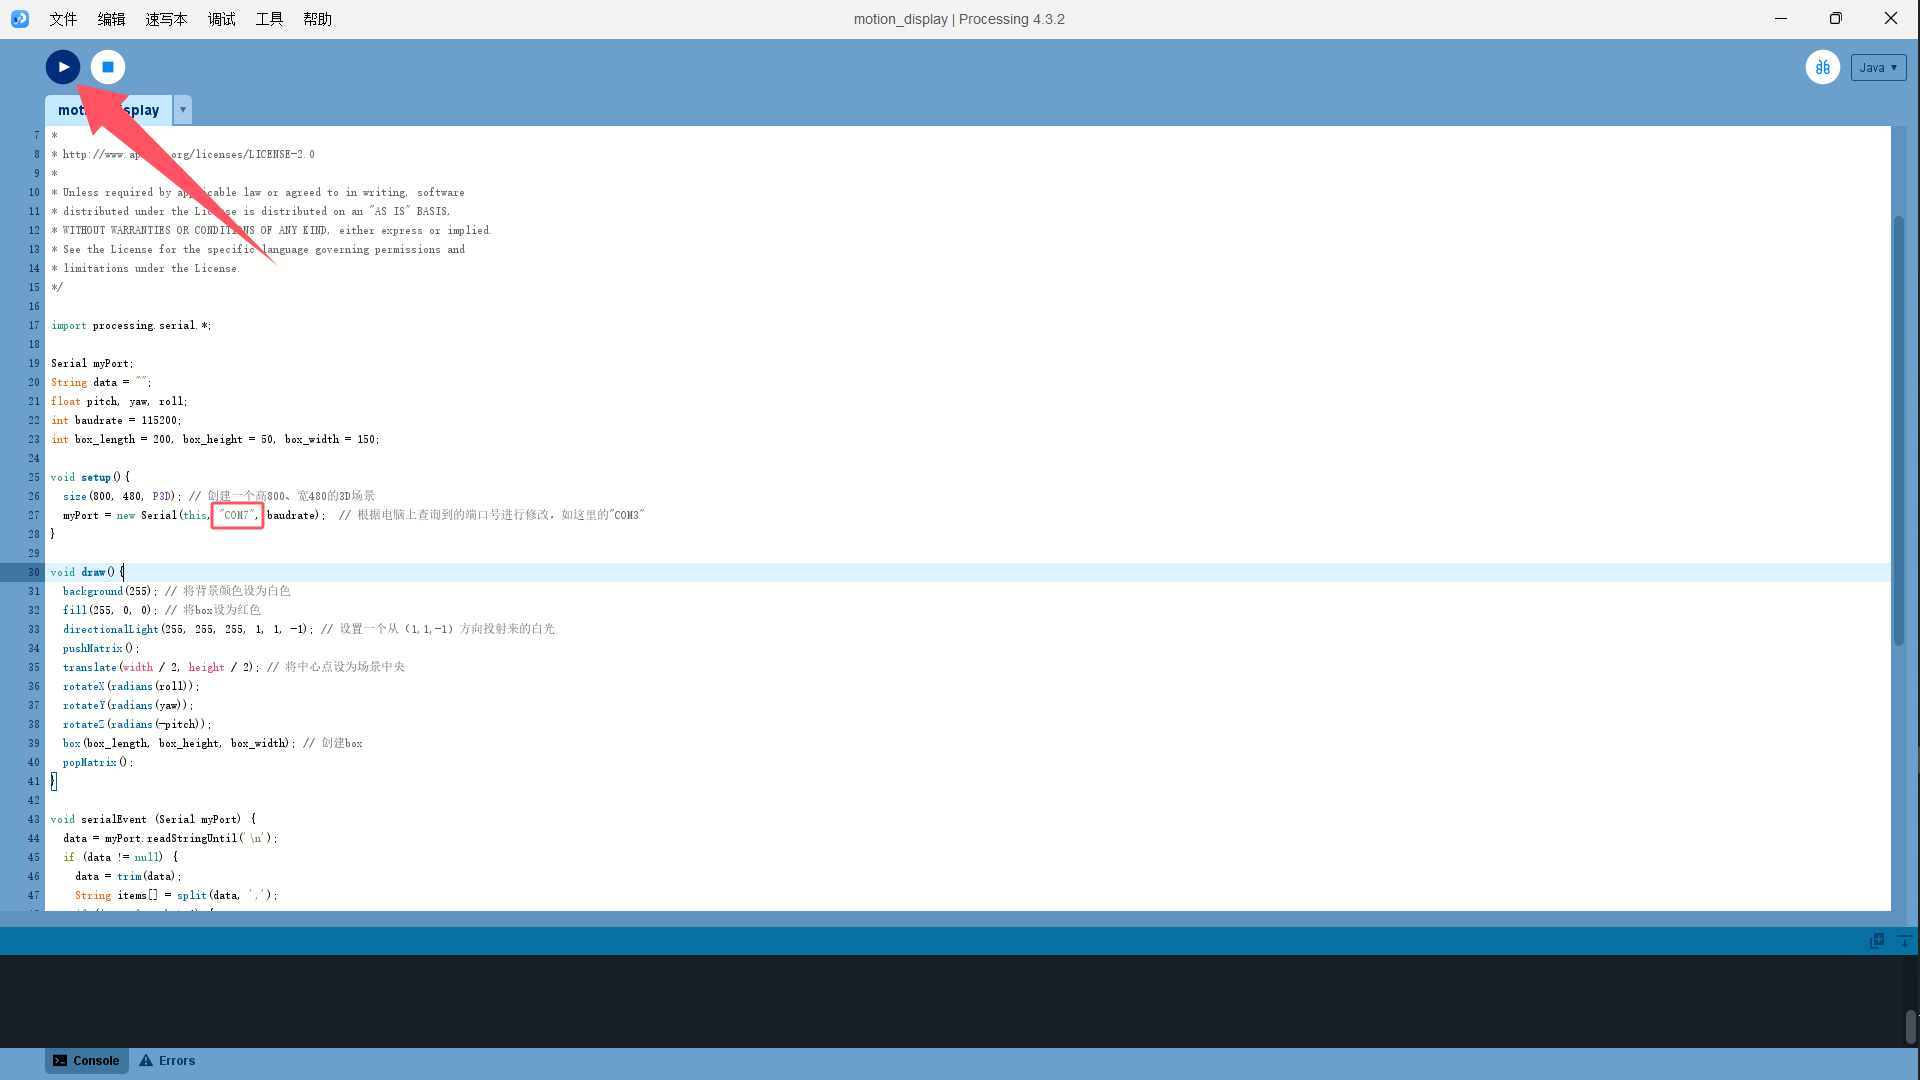 文件 编辑 速写本 调试 工具 帮助
motion_display | Processing 4.3.2
Java ▾
7 *
8 * http://www. org/licenses/LICENSE-2.0
9 *
10 * Unless required by applicable law or agreed to in writing, software
11 * distributed under the License is distributed on an "AS IS" BASIS,
12 * WITHOUT WARRANTIES OR CONDITIONS OF ANY KIND, either express or implied.
13 * See the License for the specific language governing permissions and
14 * limitations under the License.
15 */
16
17 import processing.serial.*;
18
19 Serial myPort;
20 String data = "";
21 float pitch, yaw, roll;
22 int baudrate = 115200;
23 int box_length = 200, box_height = 50, box_width = 150;
24
25 void setup(){
26 size(800, 480, P3D); // 创建一个高800、宽480的3D场景
27 myPort = new Serial(this, "COM7", baudrate); // 根据电脑上查询到的端口号进行修改，如这里的"COM3"
28 }
29
30 void draw(){
31 background(255); // 将背景颜色设为白色
32 fill(255, 0, 0); // 将box设为红色
33 directionalLight(255, 255, 255, 1, 1, -1); // 设置一个从（1,1,-1）方向投射来的白光
34 pushMatrix();
35 translate(width / 2, height / 2); // 将中心点设为场景中央
36 rotateX(radians(roll));
37 rotateY(radians(yaw));
38 rotateZ(radians(-pitch));
39 box(box_length, box_height, box_width); // 创建box
40 popMatrix();
41 }
42
43 void serialEvent (Serial myPort) {
44 data = myPort.readStringUntil('\n');
45 if (data != null) {
46 data = trim(data);
47 String items[] = split(data, ',');
Console Errors